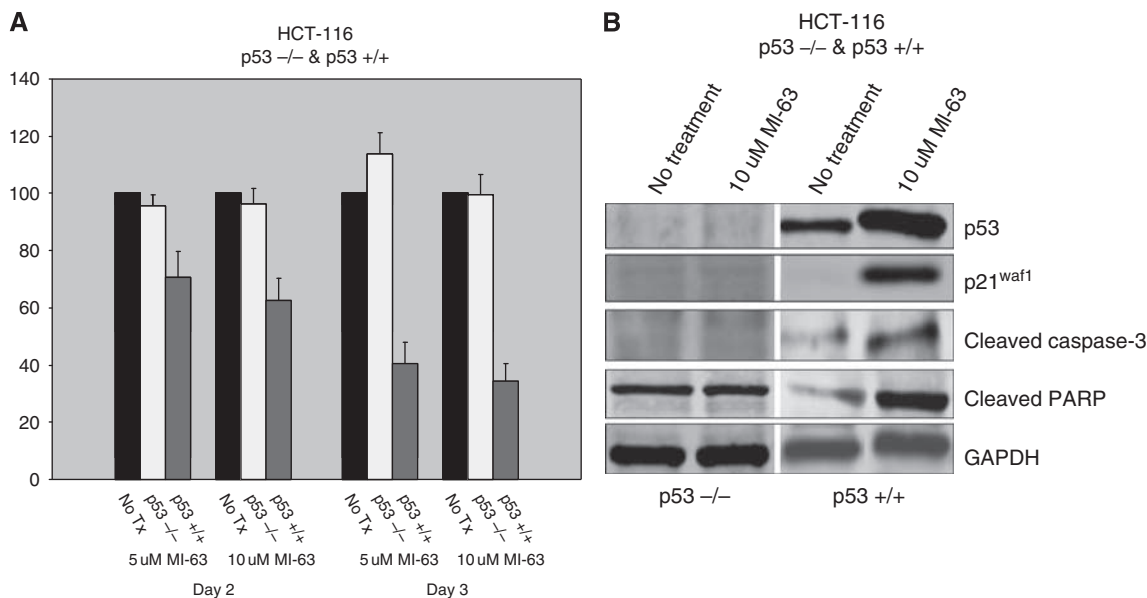 A
HCT-116
p53 –/– & p53 +/+
140
120
100
80
60
40
20
0
No Tx
p53 –/–
p53 +/+
No Tx
p53 –/–
p53 +/+
No Tx
p53 –/–
p53 +/+
No Tx
p53 –/–
p53 +/+
5 uM MI-63
10 uM MI-63
5 uM MI-63
10 uM MI-63
Day 2
Day 3
B
HCT-116
p53 –/– & p53 +/+
No treatment
10 uM MI-63
No treatment
10 uM MI-63
p53
p21waf1
Cleaved caspase-3
Cleaved PARP
GAPDH
p53 –/–
p53 +/+